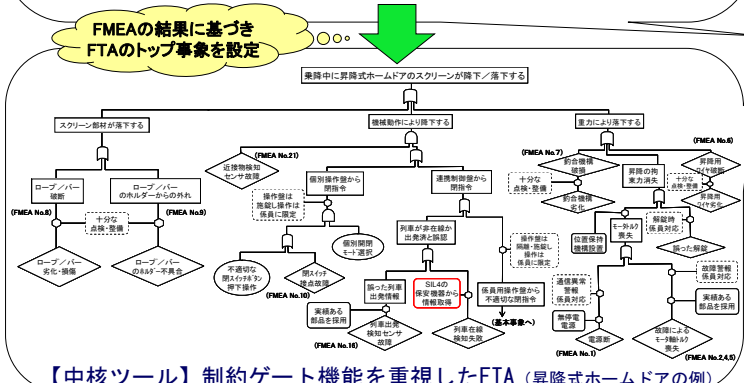 FMEAの結果に基づき
FTAのトップ事象を設定
乗降中に昇降式ホームドアのスクリーンが降下／落下する
スクリーン部材が落下する
機械動作により降下する
重力により落下する
ロープ／バー
破断
ロープ／バー
のホルダーからの外れ
(FMEA No.8)
十分な
点検・整備
(FMEA No.9)
ロープ／バー
劣化・損傷
ロープ／バー
のホルダー不具合
(FMEA No.21)
近接物検知
センサ故障
個別操作盤から
閉指令
連携制御盤から
閉指令
操作盤は
施錠し操作は
係員に限定
個別開閉
モード選択
不適切な
閉スイッチボタン
押下操作
閉スイッチ
接点故障
(FMEA No.10)
列車が非在線か
出発済と誤認
操作盤は
隔離・施錠し
操作は
係員に限定
誤った列車
出発情報
SIL4の
保安機器から
情報取得
係員用操作盤から
不適切な閉指令
(基本事象へ)
実績ある
部品を採用
列車出発
検知センサ
故障
(FMEA No.16)
列車在線
検知失敗
(FMEA No.7)
釣合機構
破損
十分な
点検・整備
釣合機構
劣化
昇降の拘
束力消失
(FMEA No.6)
昇降用
ワイヤ破断
十分な
点検・整備
昇降用
ワイヤ劣化
位置保持
機構設置
モータトルク
喪失
解錠時
係員対応
誤った解錠
通信異常
警報
係員対応
故障警報
係員対応
無停電
電源
実績ある
部品を採用
電源断
(FMEA No.1)
故障による
モータ軸トルク
喪失
(FMEA No.2,4,5)
【中核ツール】制約ゲート機能を重視したFTA（昇降式ホームドアの例）